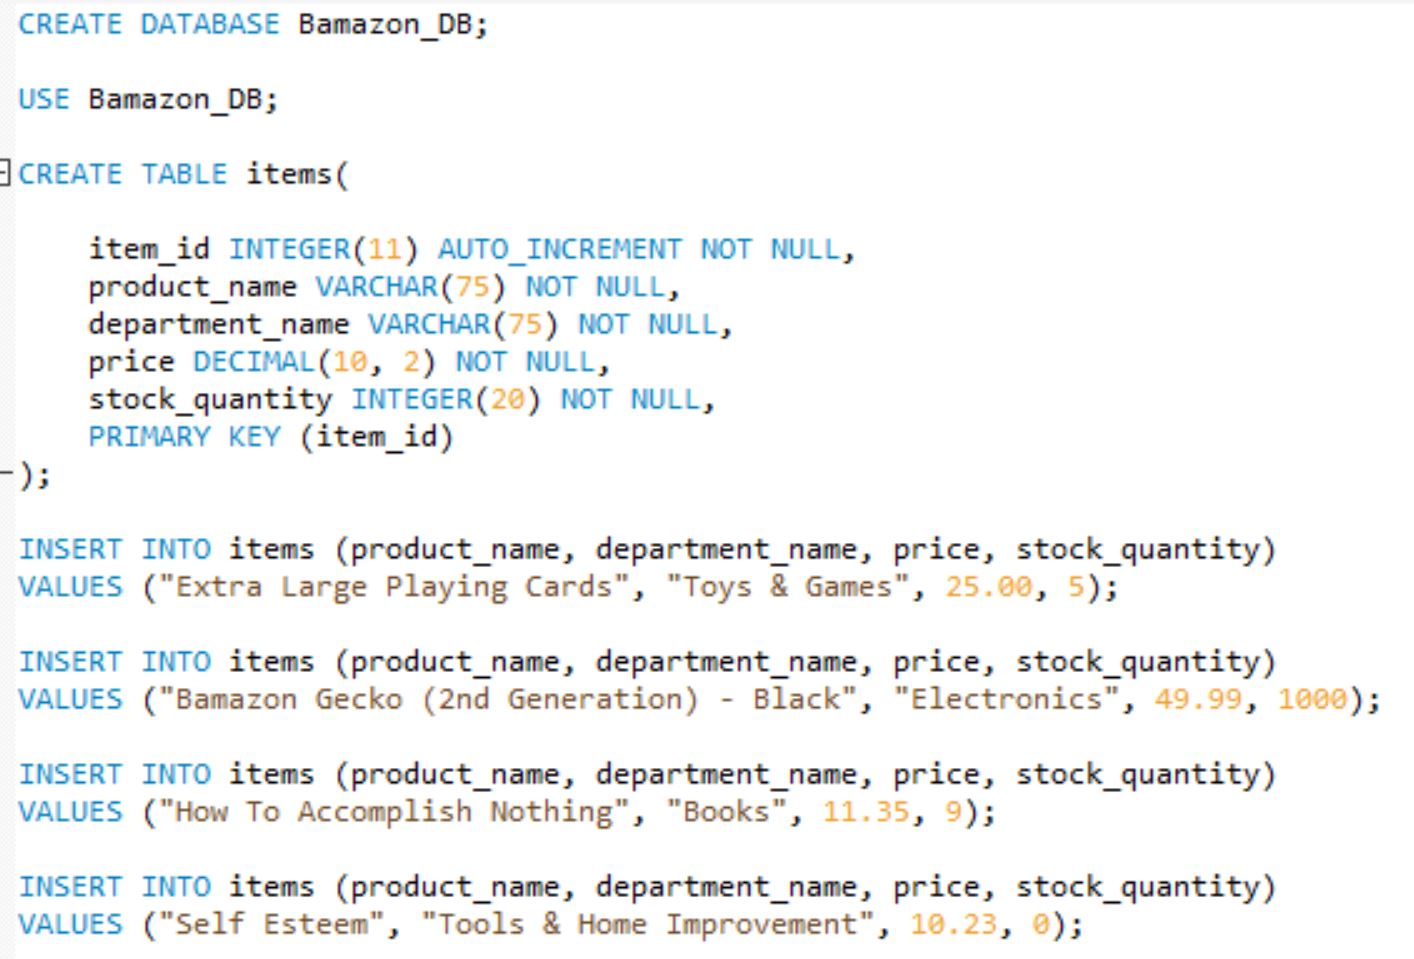 CREATE DATABASE Bamazon_DB;
USE Bamazon_DB;
CREATE TABLE items(
item_id INTEGER(11) AUTO_INCREMENT NOT NULL,
product_name VARCHAR(75) NOT NULL,
department_name VARCHAR(75) NOT NULL,
price DECIMAL(10, 2) NOT NULL,
stock_quantity INTEGER(20) NOT NULL,
PRIMARY KEY (item_id)
);
INSERT INTO items (product_name, department_name, price, stock_quantity)
VALUES ("Extra Large Playing Cards", "Toys & Games", 25.00, 5);
INSERT INTO items (product_name, department_name, price, stock_quantity)
VALUES ("Bamazon Gecko (2nd Generation) - Black", "Electronics", 49.99, 1000);
INSERT INTO items (product_name, department_name, price, stock_quantity)
VALUES ("How To Accomplish Nothing", "Books", 11.35, 9);
INSERT INTO items (product_name, department_name, price, stock_quantity)
VALUES ("Self Esteem", "Tools & Home Improvement", 10.23, 0);